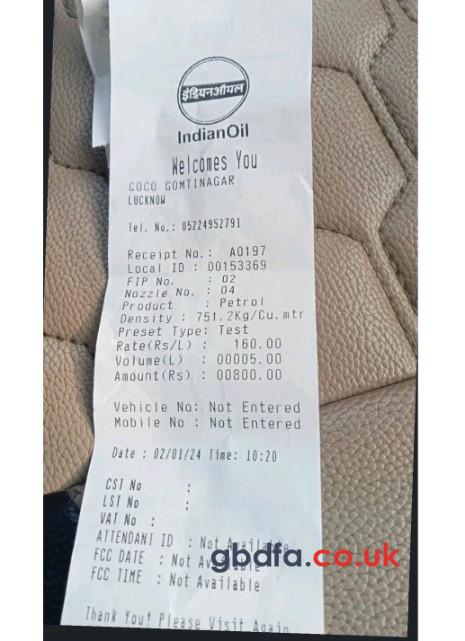 इंडियनऑयल
IndianOil
Welcomes You
COCO GOMTINAGAR
LUCKNOW
Tel. No.: 05224952791
Receipt No.: A0197
Local ID : 00153369
FIP No. : 02
Nozzle No. : 04
Product : Petrol
Density : 751.2Kg/Cu.mtr
Preset Type: Test
Rate(Rs/L) : 160.00
Volume(L) : 00005.00
Amount(Rs) : 00800.00
Vehicle No: Not Entered
Mobile No : Not Entered
Date : 02/01/24 Time: 10:20
CST No :
LST No :
VAT No :
ATTENDANT ID : Not Available
FCC DATE : Not Available
FCC TIME : Not Available
gbdfa.co.uk
Thank You! Please Visit Again